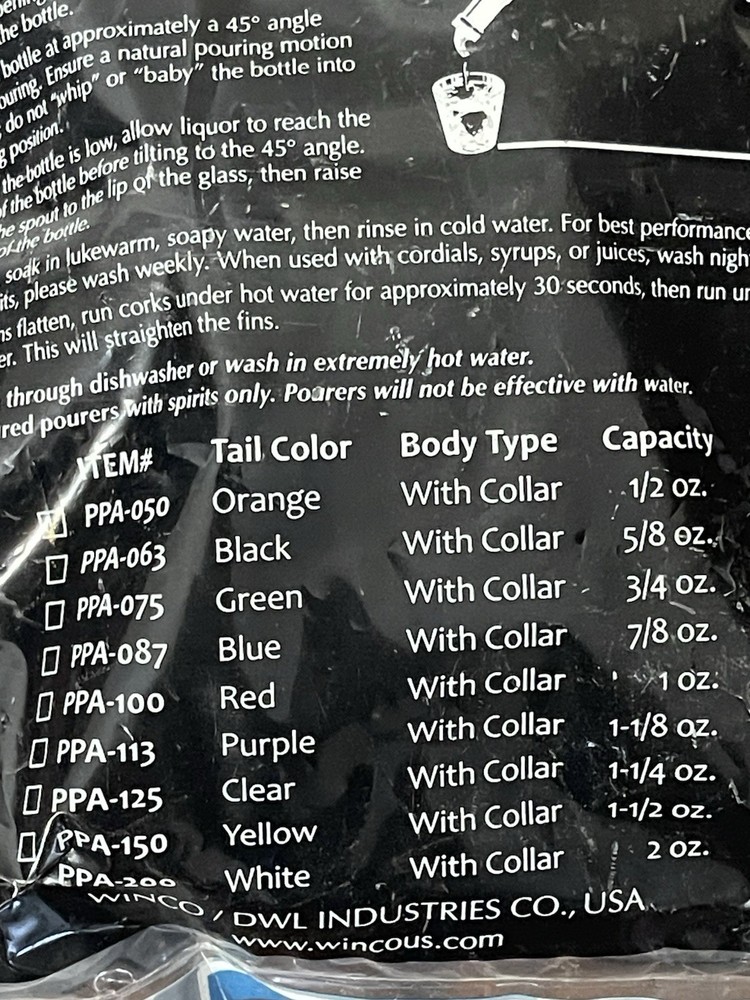 the bottle.
bottle at approximately a 45° angle
ouring. Ensure a natural pouring motion
do not "whip" or "baby" the bottle into
g position.
the bottle is low, allow liquor to reach the
of the bottle before tilting to the 45° angle.
he spout to the lip of the glass, then raise
of the bottle.
soak in lukewarm, soapy water, then rinse in cold water. For best performance
its, please wash weekly. When used with cordials, syrups, or juices, wash nigh
ns flatten, run corks under hot water for approximately 30 seconds, then run un
er. This will straighten the fins.
through dishwasher or wash in extremely hot water.
red pourers with spirits only. Pourers will not be effective with water.
ITEM# Tail Color Body Type Capacity
PPA-050 Orange With Collar 1/2 oz.
PPA-063 Black With Collar 5/8 oz.
PPA-075 Green With Collar 3/4 oz.
PPA-087 Blue With Collar 7/8 oz.
PPA-100 Red With Collar 1 oz.
PPA-113 Purple With Collar 1-1/8 oz.
PPA-125 Clear With Collar 1-1/4 oz.
PPA-150 Yellow With Collar 1-1/2 oz.
PPA-200 White With Collar 2 oz.
WINCO / DWL INDUSTRIES CO., USA
www.wincous.com